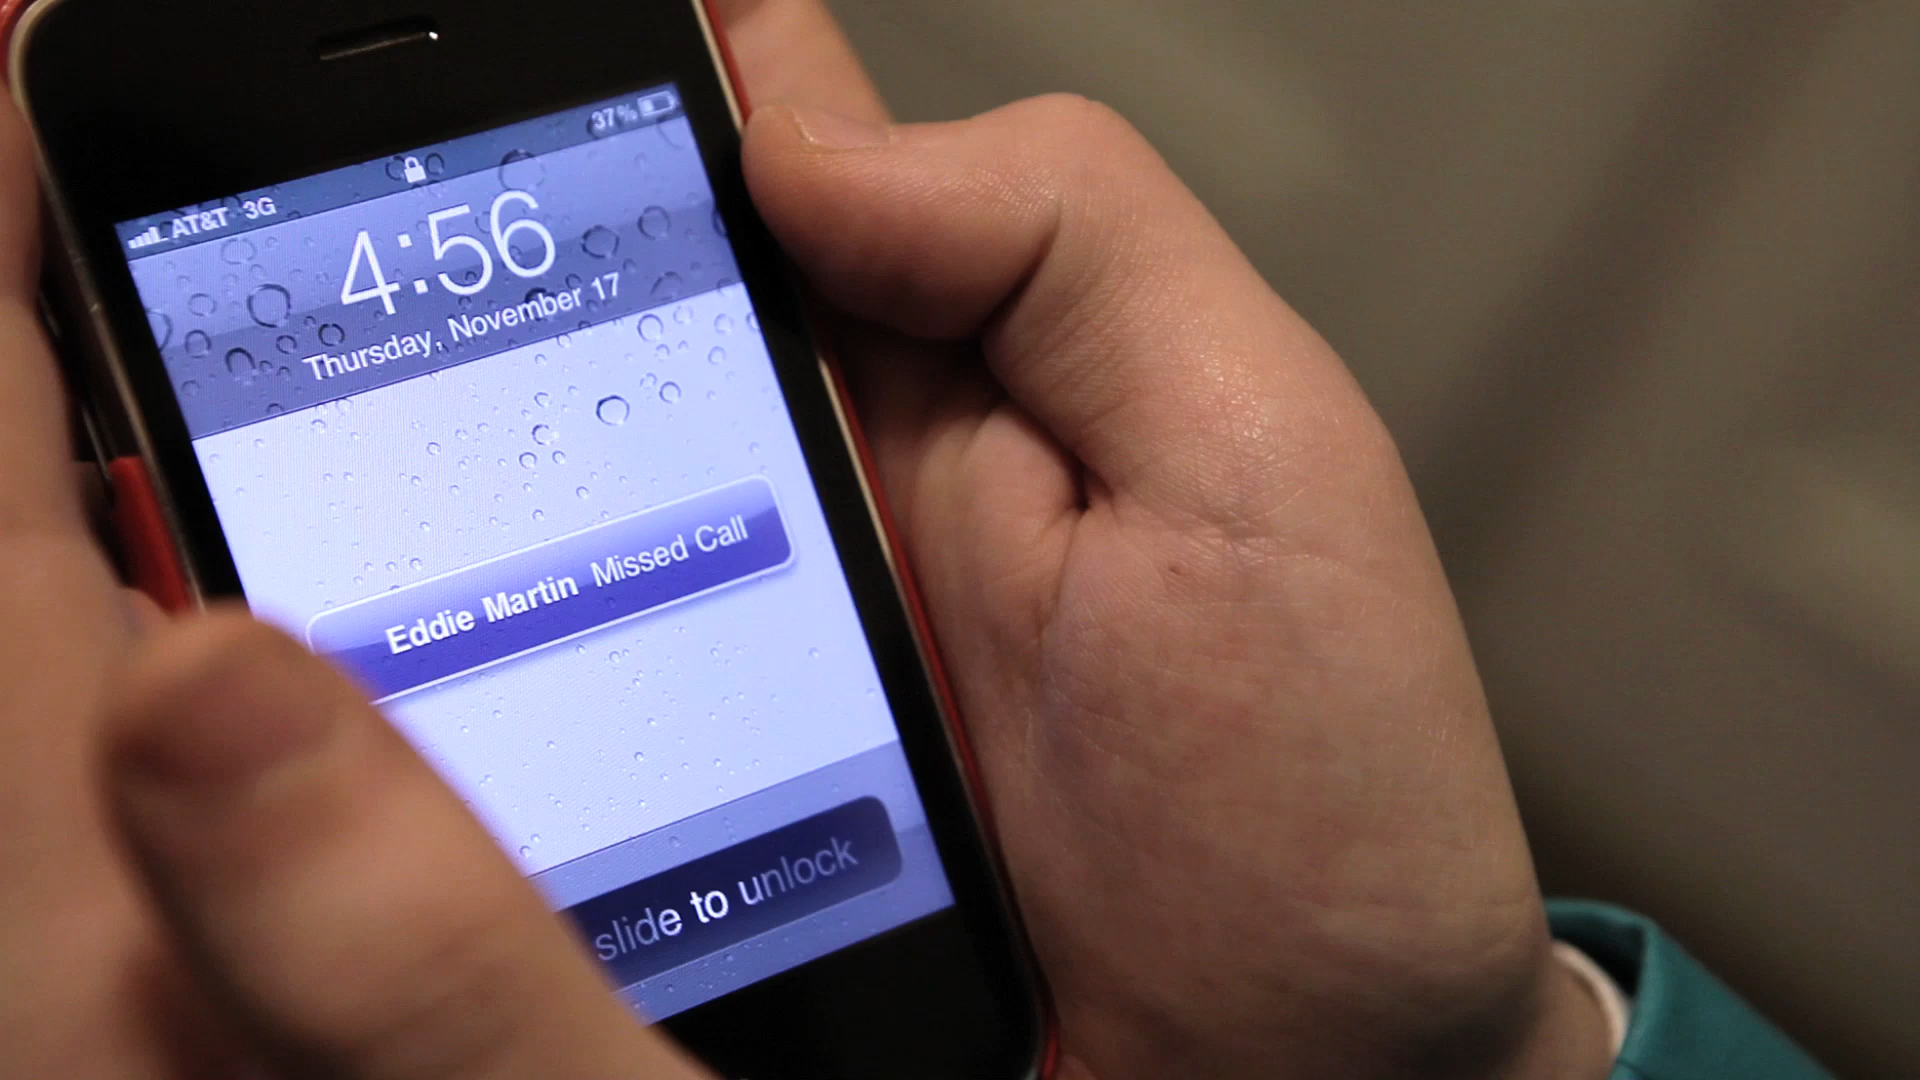 AT&T 3G 37%
4:56
Thursday, November 17
Eddie Martin Missed Call
slide to unlock